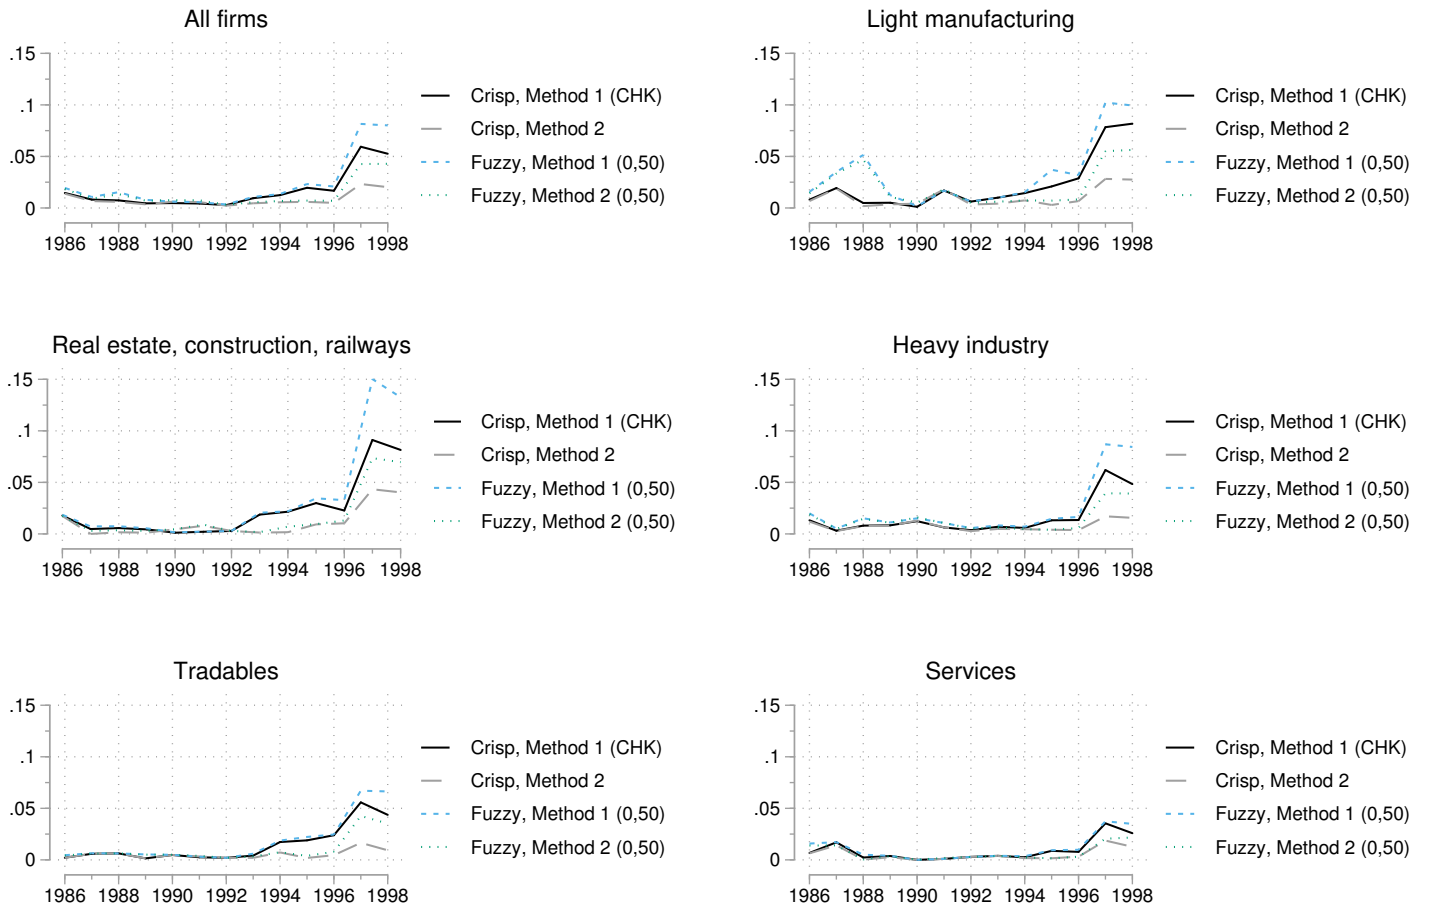 All firms
.15
.1
.05
0
1986 1988 1990 1992 1994 1996 1998
Crisp, Method 1 (CHK)
Crisp, Method 2
Fuzzy, Method 1 (0,50)
Fuzzy, Method 2 (0,50)
Light manufacturing
.15
.1
.05
0
1986 1988 1990 1992 1994 1996 1998
Crisp, Method 1 (CHK)
Crisp, Method 2
Fuzzy, Method 1 (0,50)
Fuzzy, Method 2 (0,50)
Real estate, construction, railways
.15
.1
.05
0
1986 1988 1990 1992 1994 1996 1998
Crisp, Method 1 (CHK)
Crisp, Method 2
Fuzzy, Method 1 (0,50)
Fuzzy, Method 2 (0,50)
Heavy industry
.15
.1
.05
0
1986 1988 1990 1992 1994 1996 1998
Crisp, Method 1 (CHK)
Crisp, Method 2
Fuzzy, Method 1 (0,50)
Fuzzy, Method 2 (0,50)
Tradables
.15
.1
.05
0
1986 1988 1990 1992 1994 1996 1998
Crisp, Method 1 (CHK)
Crisp, Method 2
Fuzzy, Method 1 (0,50)
Fuzzy, Method 2 (0,50)
Services
.15
.1
.05
0
1986 1988 1990 1992 1994 1996 1998
Crisp, Method 1 (CHK)
Crisp, Method 2
Fuzzy, Method 1 (0,50)
Fuzzy, Method 2 (0,50)